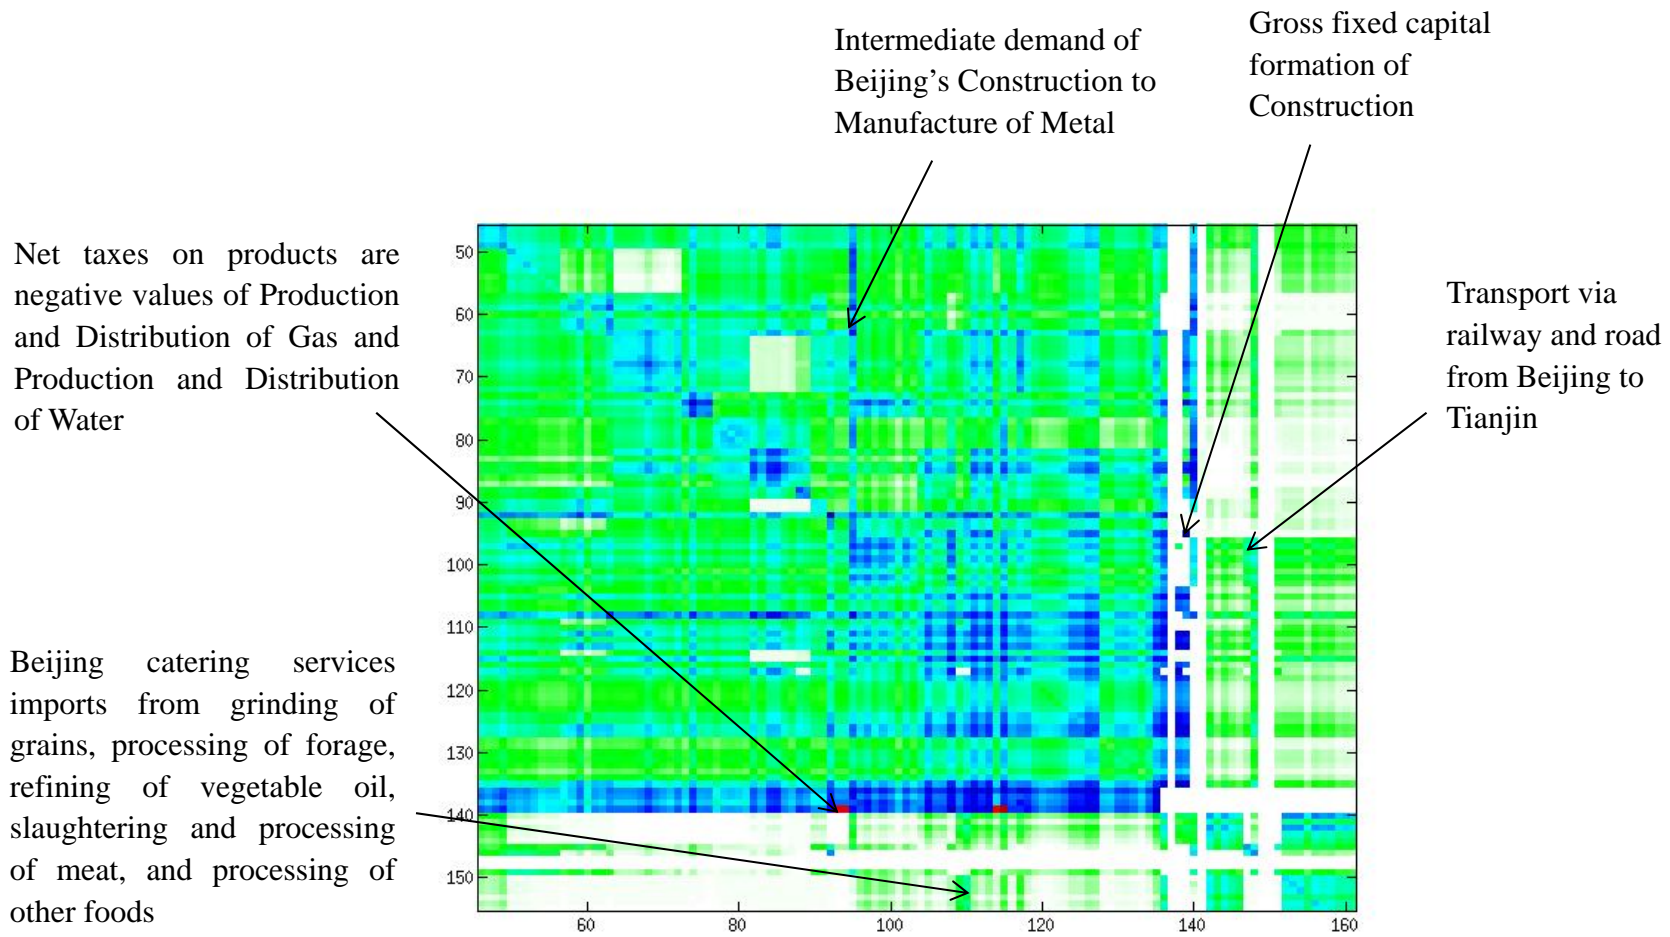 Intermediate demand of
Beijing's Construction to
Manufacture of Metal
Gross fixed capital
formation of
Construction
Net taxes on products are
negative values of Production
and Distribution of Gas and
Production and Distribution
of Water
Transport via
railway and road
from Beijing to
Tianjin
Beijing catering services
imports from grinding of
grains, processing of forage,
refining of vegetable oil,
slaughtering and processing
of meat, and processing of
other foods
50
60
70
80
90
100
110
120
130
140
150
60 80 100 120 140 160